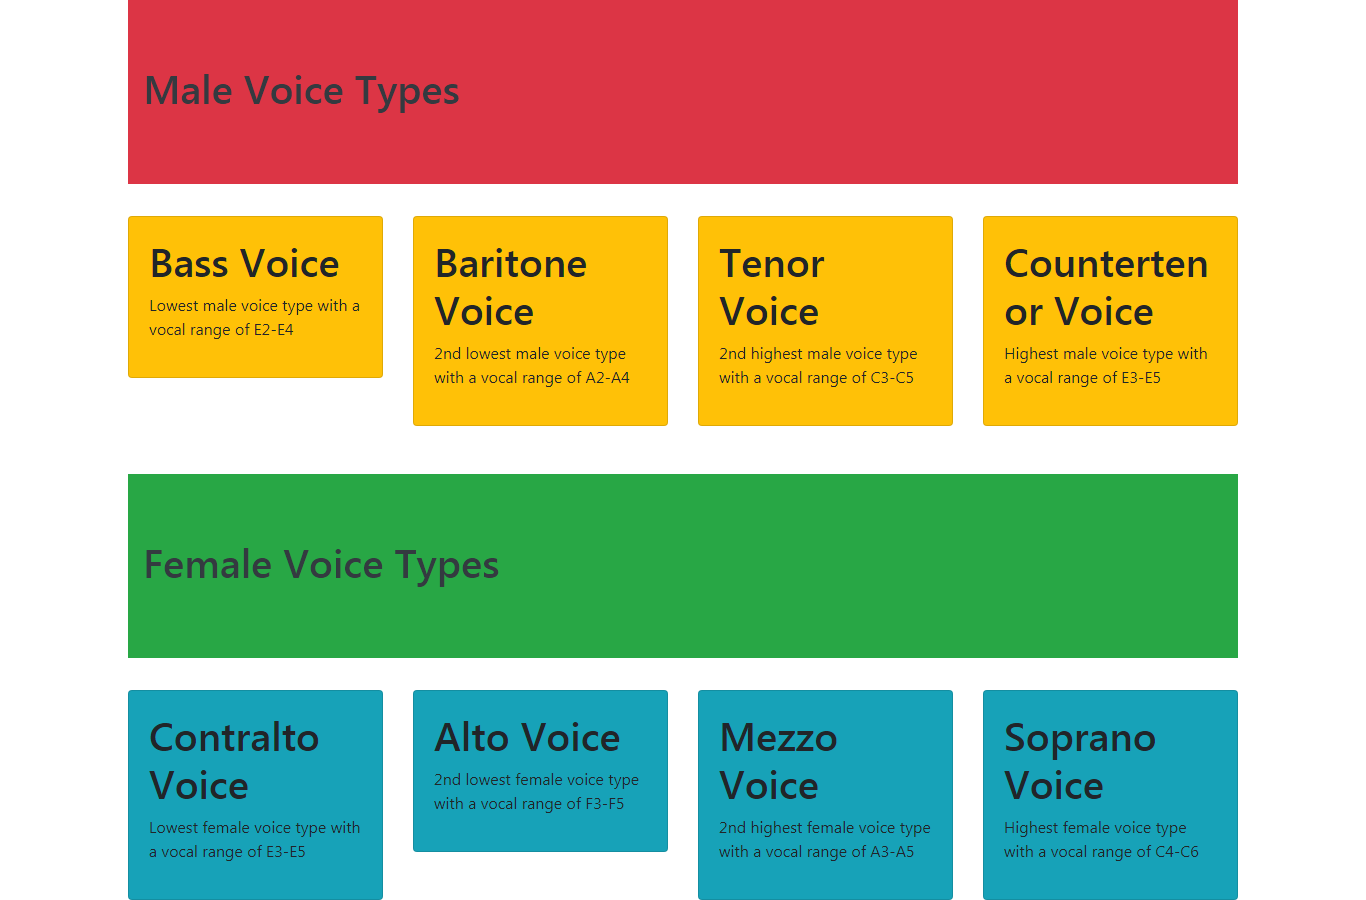 Male Voice Types
Bass Voice
Lowest male voice type with a
vocal range of E2-E4
Baritone
Voice
2nd lowest male voice type
with a vocal range of A2-A4
Tenor
Voice
2nd highest male voice type
with a vocal range of C3-C5
Counterten
or Voice
Highest male voice type with
a vocal range of E3-E5
Female Voice Types
Contralto
Voice
Lowest female voice type with
a vocal range of E3-E5
Alto Voice
2nd lowest female voice type
with a vocal range of F3-F5
Mezzo
Voice
2nd highest female voice type
with a vocal range of A3-A5
Soprano
Voice
Highest female voice type
with a vocal range of C4-C6